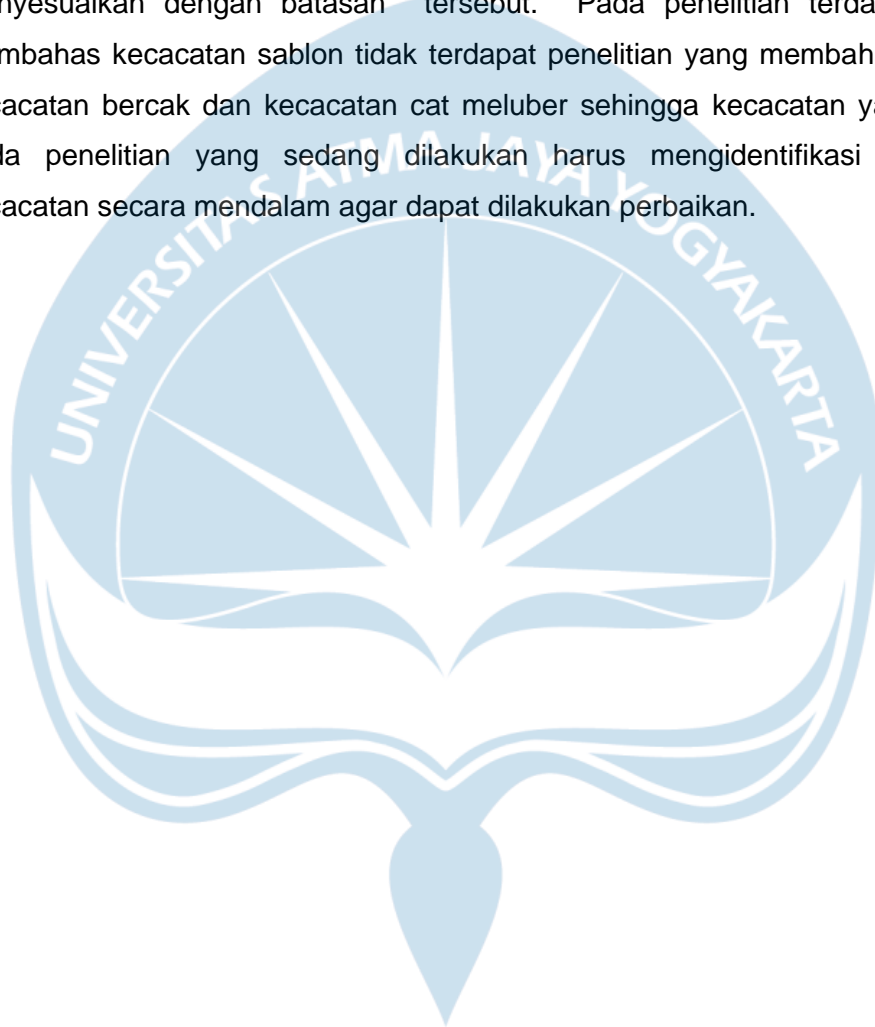 nyesuaikan dengan batasan tersebut. Pada penelitian terda
mbahas kecacatan sablon tidak terdapat penelitian yang membah
cacatan bercak dan kecacatan cat meluber sehingga kecacatan ya
da penelitian yang sedang dilakukan harus mengidentifikasi
cacatan secara mendalam agar dapat dilakukan perbaikan.
UNIVERSITAS ATMA JAYA YOGYAKARTA